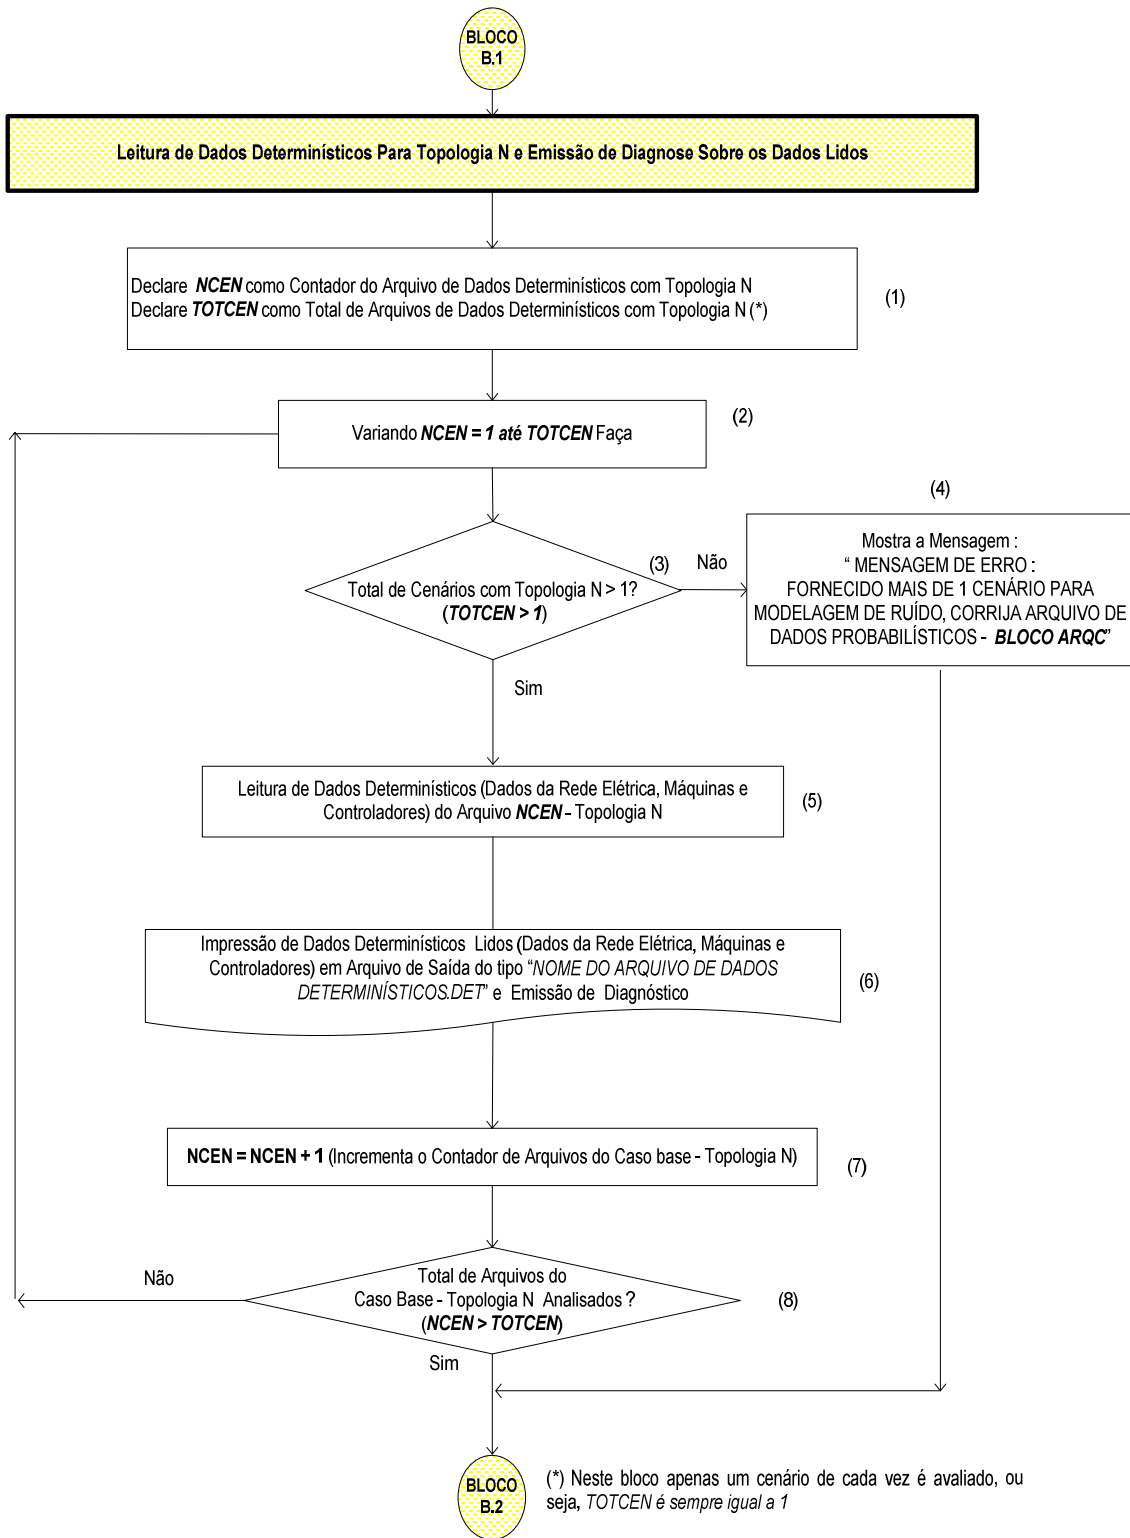 BLOCO
B.1
Leitura de Dados Determinísticos Para Topologia N e Emissão de Diagnose Sobre os Dados Lidos
Declare NCEN como Contador do Arquivo de Dados Determinísticos com Topologia N
Declare TOTCEN como Total de Arquivos de Dados Determinísticos com Topologia N (*)
(1)
Variando NCEN = 1 até TOTCEN Faça
(2)
Total de Cenários com Topologia N > 1?
(TOTCEN > 1)
(3)
Não
Sim
(4)
Mostra a Mensagem :
“ MENSAGEM DE ERRO :
FORNECIDO MAIS DE 1 CENÁRIO PARA
MODELAGEM DE RUÍDO, CORRIJA ARQUIVO DE
DADOS PROBABILÍSTICOS - BLOCO ARQC”
Leitura de Dados Determinísticos (Dados da Rede Elétrica, Máquinas e
Controladores) do Arquivo NCEN - Topologia N
(5)
Impressão de Dados Determinísticos Lidos (Dados da Rede Elétrica, Máquinas e
Controladores) em Arquivo de Saída do tipo “NOME DO ARQUIVO DE DADOS
DETERMINÍSTICOS.DET” e Emissão de Diagnóstico
(6)
NCEN = NCEN + 1 (Incrementa o Contador de Arquivos do Caso base - Topologia N)
(7)
Total de Arquivos do
Caso Base - Topologia N Analisados ?
(NCEN > TOTCEN)
(8)
Não
Sim
BLOCO
B.2
(*) Neste bloco apenas um cenário de cada vez é avaliado, ou
seja, TOTCEN é sempre igual a 1